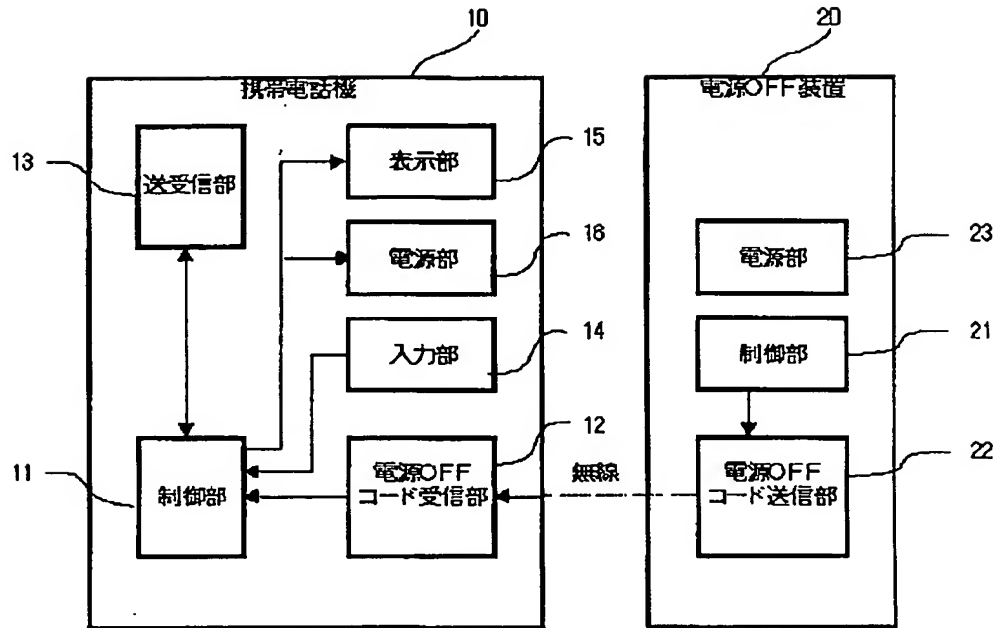 10
20
携帯電話機
電源OFF装置
13
送受信部
表示部
15
電源部
16
電源部
23
入力部
14
制御部
21
11
制御部
電源OFF
コード受信部
12
無線
電源OFF
コード送信部
22